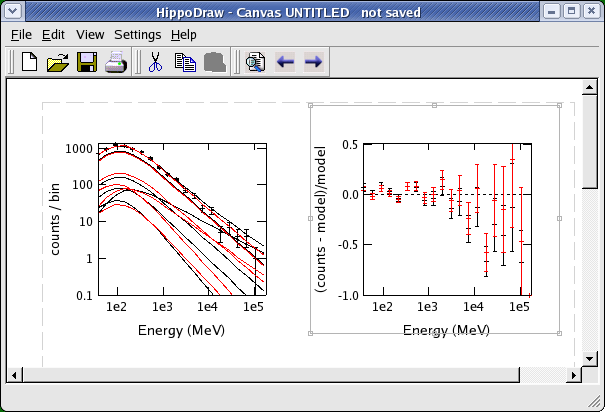 HippoDraw - Canvas UNTITLED   not saved
File Edit View Settings Help
1000
100
10
1
0.1
counts / bin
1e2 1e3 1e4 1e5
Energy (MeV)
0.5
0.0
-0.5
-1.0
(counts - model)/model
1e2 1e3 1e4 1e5
Energy (MeV)